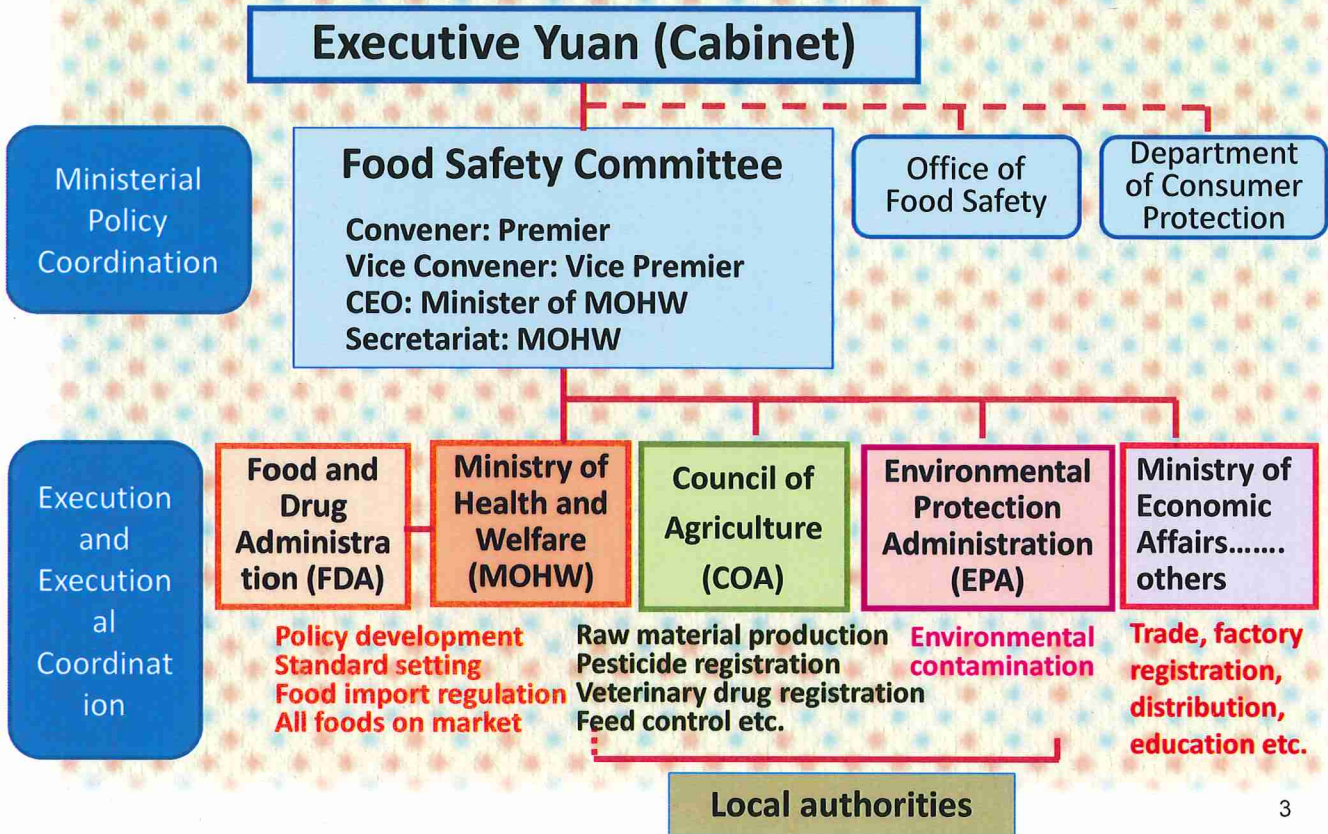 Executive Yuan (Cabinet)
Ministerial
Policy
Coordination
Food Safety Committee
Convener: Premier
Vice Convener: Vice Premier
CEO: Minister of MOHW
Secretariat: MOHW
Office of
Food Safety
Department
of Consumer
Protection
Execution
and
Execution
al
Coordinat
ion
Food and
Drug
Administra
tion (FDA)
Ministry of
Health and
Welfare
(MOHW)
Council of
Agriculture
(COA)
Environmental
Protection
Administration
(EPA)
Ministry of
Economic
Affairs.......
others
Policy development
Standard setting
Food import regulation
All foods on market
Raw material production
Pesticide registration
Veterinary drug registration
Feed control etc.
Environmental
contamination
Trade, factory
registration,
distribution,
education etc.
Local authorities
3